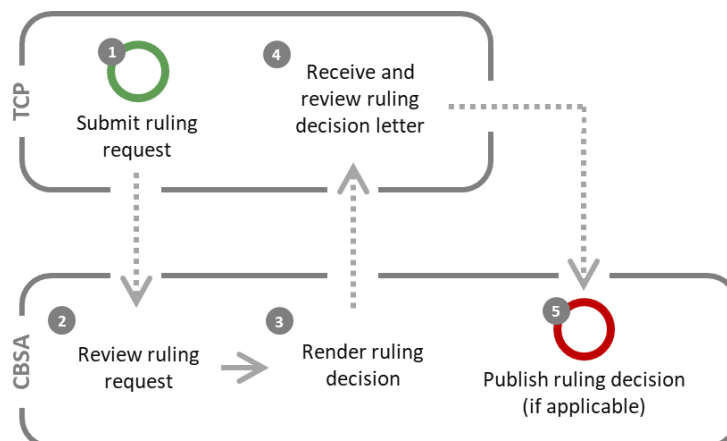 TCP
1
Submit ruling
request
4
Receive and
review ruling
decision letter
CBSA
2
Review ruling
request
3
Render ruling
decision
5
Publish ruling decision
(if applicable)